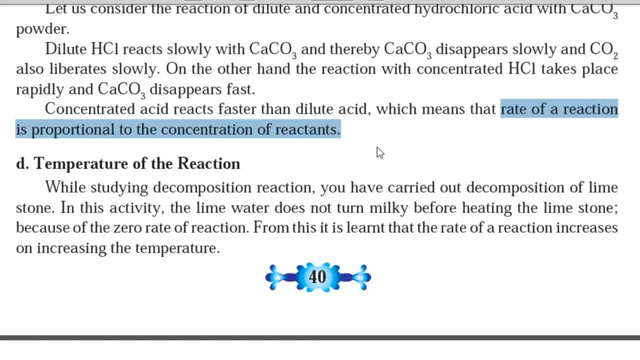 Let us consider the reaction of dilute and concentrated hydrochloric acid with CaCO₃
powder.
Dilute HCl reacts slowly with CaCO₃ and thereby CaCO₃ disappears slowly and CO₂
also liberates slowly. On the other hand the reaction with concentrated HCl takes place
rapidly and CaCO₃ disappears fast.
Concentrated acid reacts faster than dilute acid, which means that rate of a reaction
is proportional to the concentration of reactants.
d. Temperature of the Reaction
While studying decomposition reaction, you have carried out decomposition of lime
stone. In this activity, the lime water does not turn milky before heating the lime stone;
because of the zero rate of reaction. From this it is learnt that the rate of a reaction increases
on increasing the temperature.
40